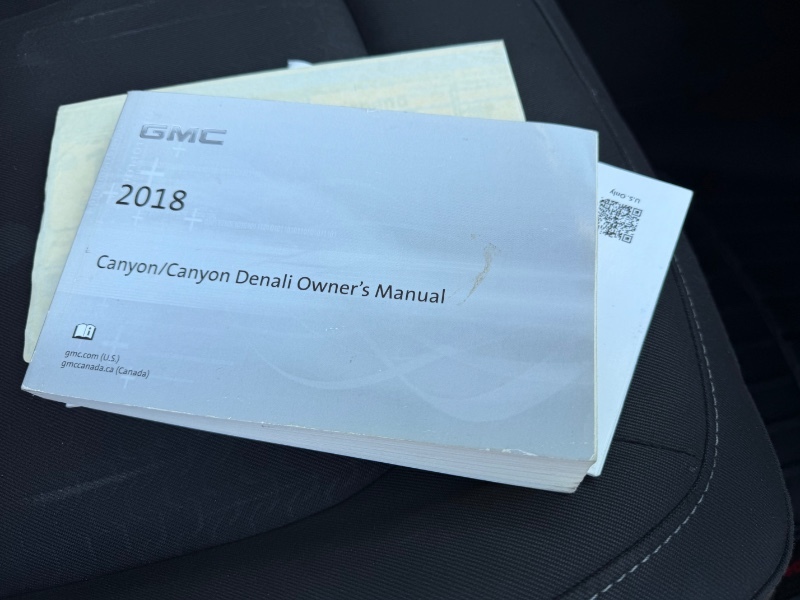 GMC
2018
Canyon/Canyon Denali Owner's Manual
gmc.com (U.S.)
gmccanada.ca (Canada)
U.S. Only